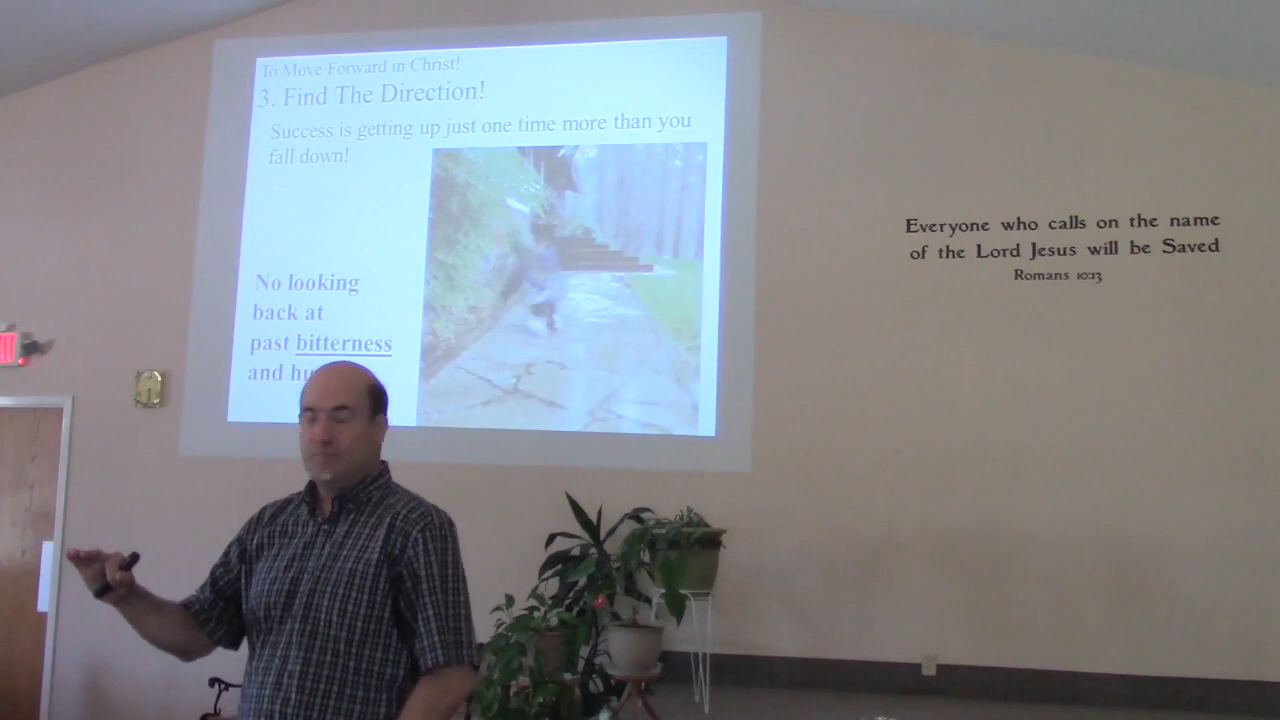 To Move Forward in Christ!
3. Find The Direction!
Success is getting up just one time more than you
fall down!
No looking
back at
past bitterness
and
Everyone who calls on the name
of the Lord Jesus will be Saved
Romans 10:13